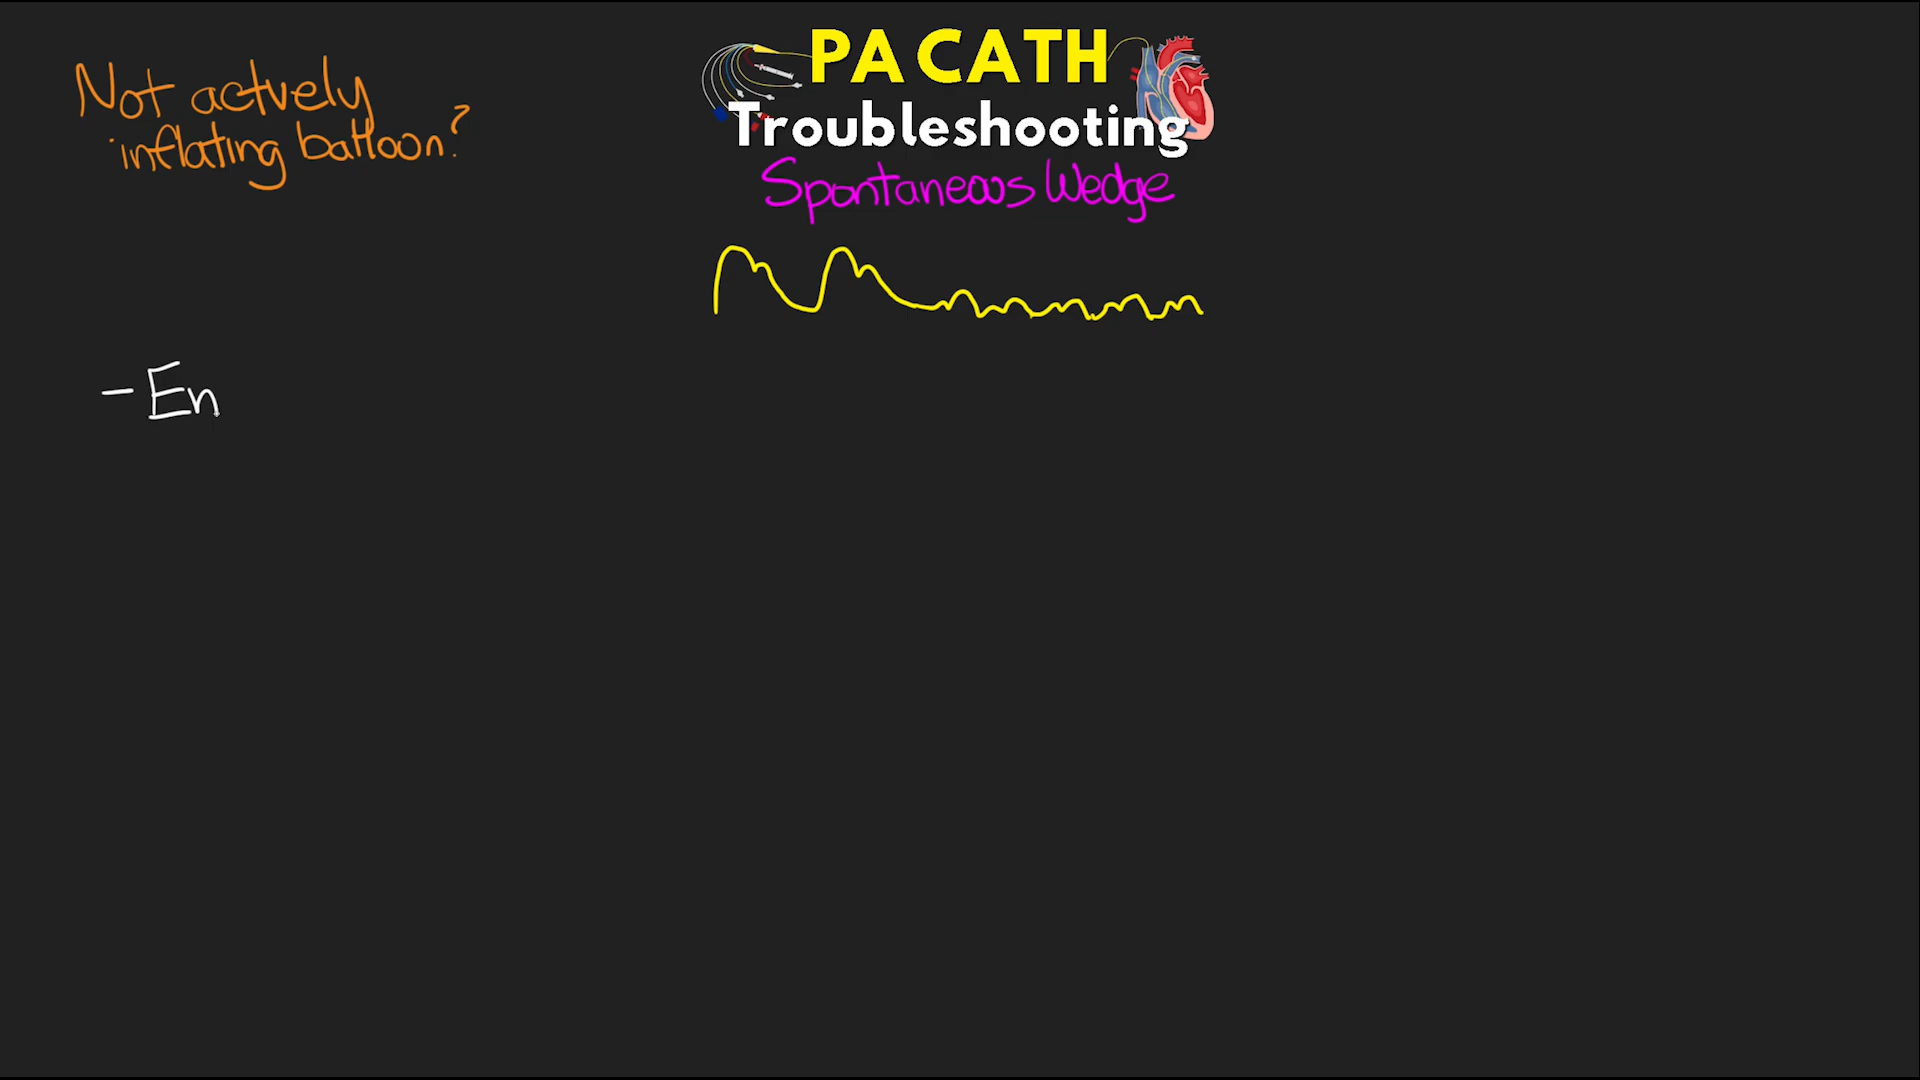 PA CATH
Troubleshooting
Spontaneous Wedge
Not actvely
inflating balloon?
- En